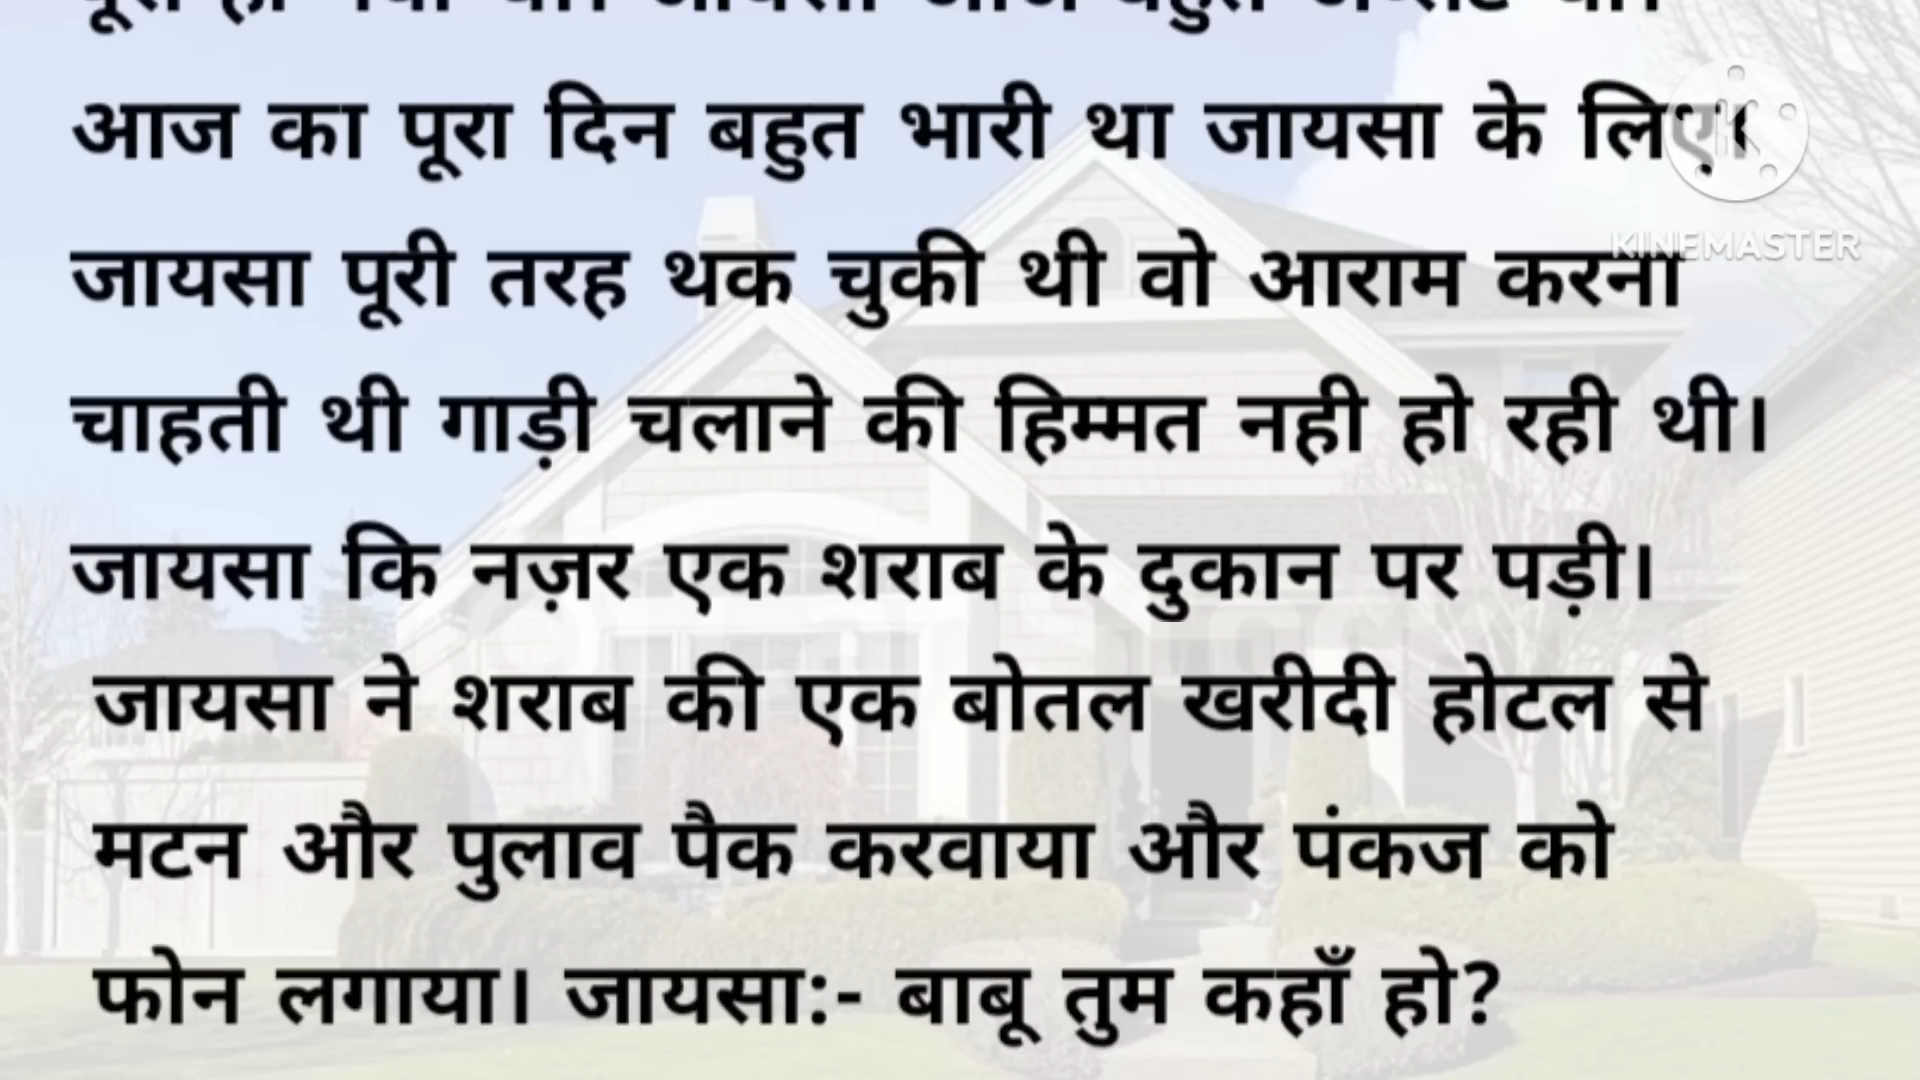 आज का पूरा दिन बहुत भारी था जायसा के लिए।
जायसा पूरी तरह थक चुकी थी वो आराम करना
KINEMASTER
चाहती थी गाड़ी चलाने की हिम्मत नही हो रही थी।
जायसा कि नज़र एक शराब के दुकान पर पड़ी।
जायसा ने शराब की एक बोतल खरीदी होटल से
मटन और पुलाव पैक करवाया और पंकज को
फोन लगाया। जायसा:- बाबू तुम कहाँ हो?